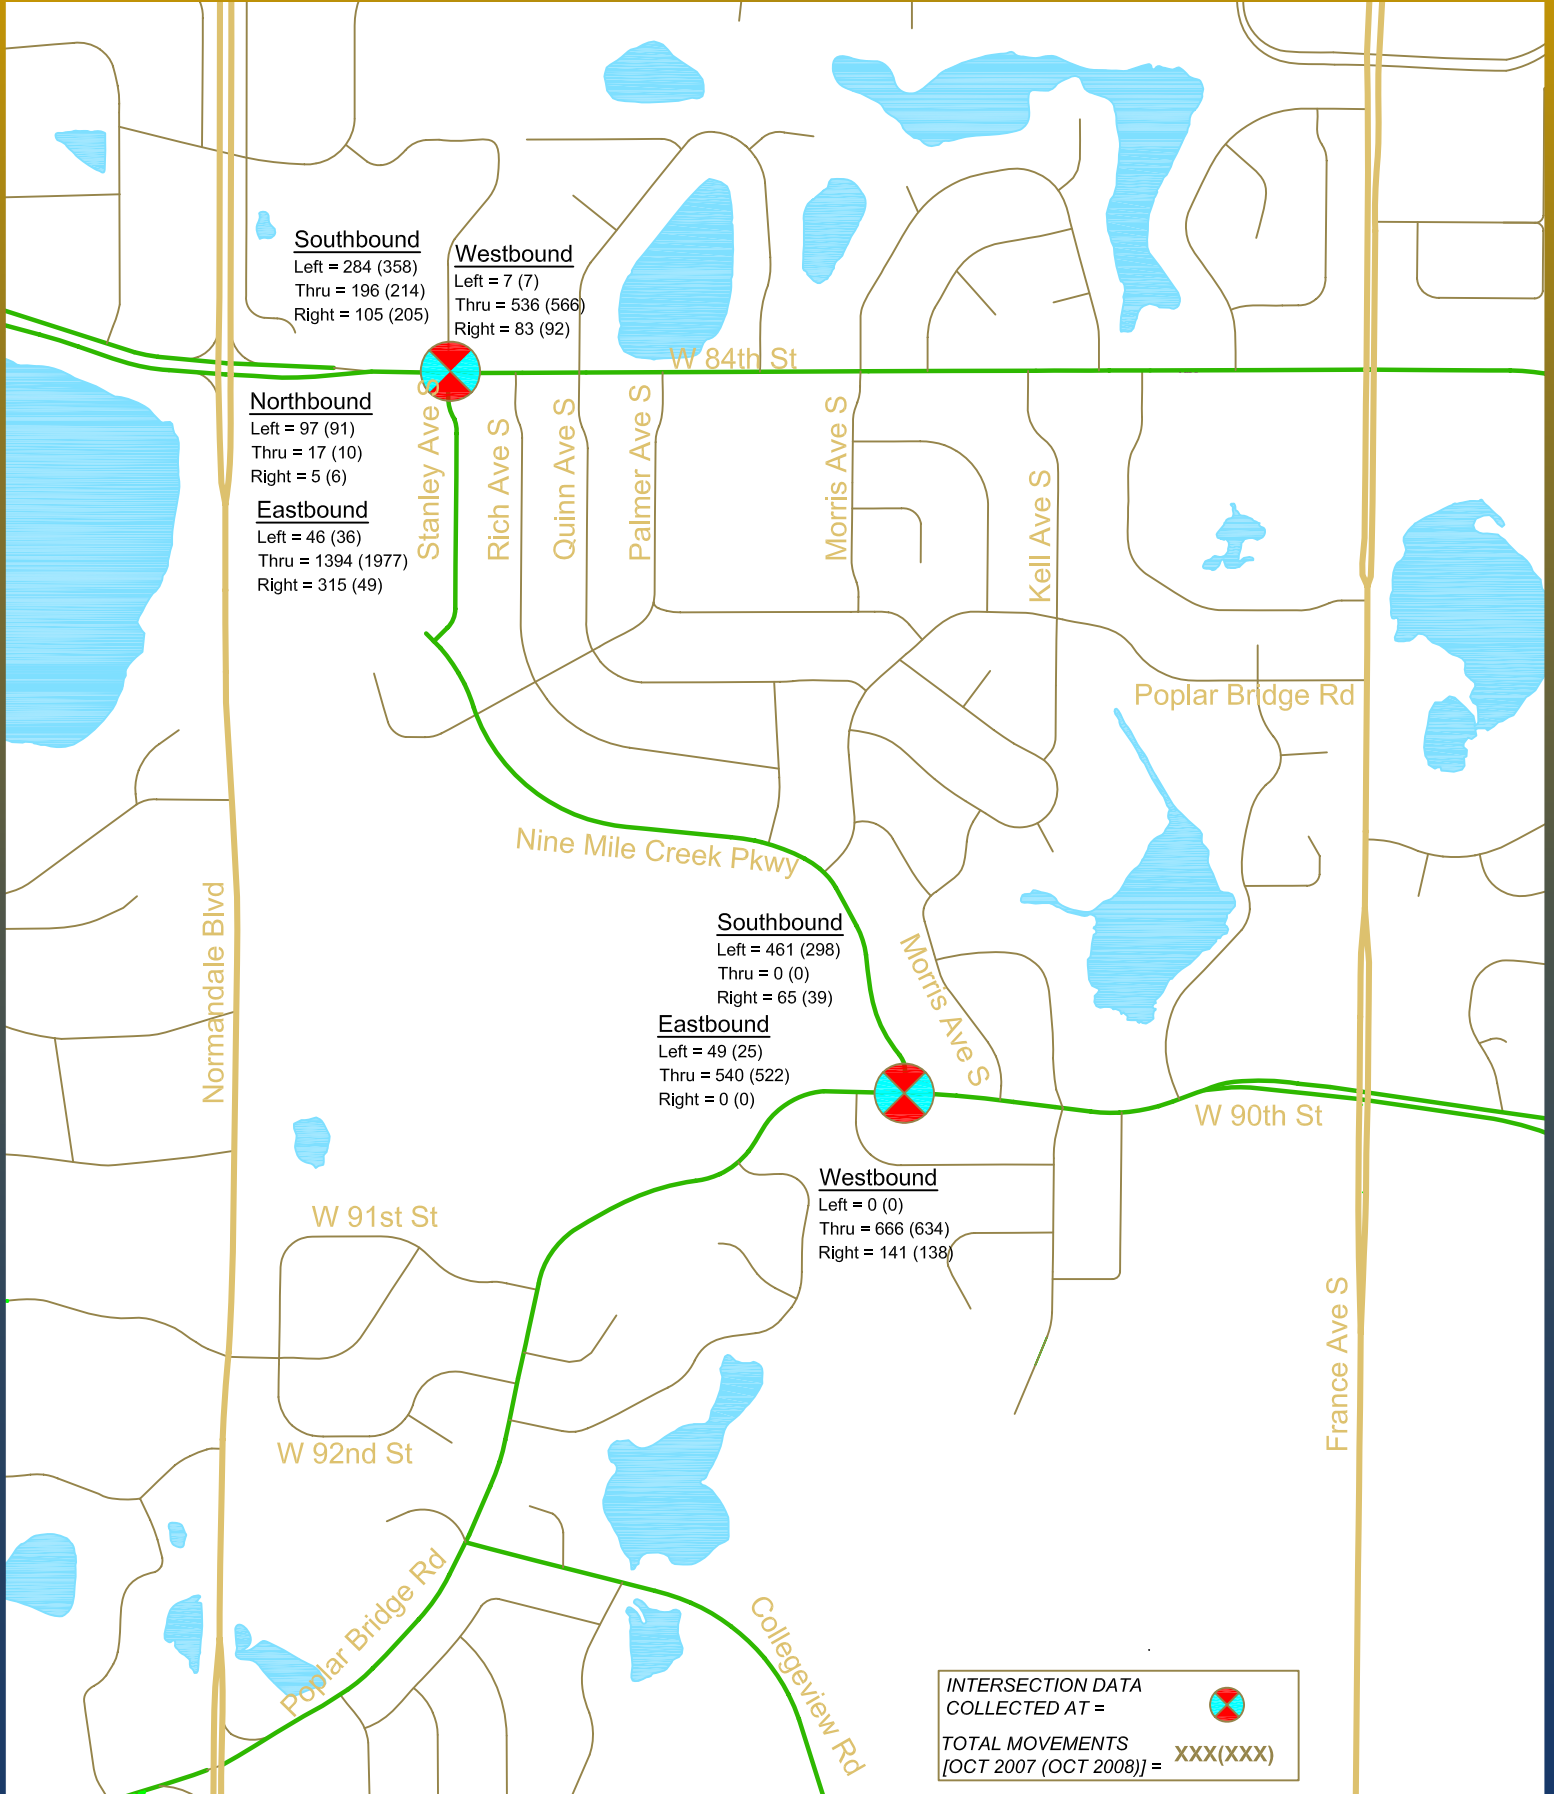 Southbound
Left = 284 (358)
Thru = 196 (214)
Right = 105 (205)
Westbound
Left = 7 (7)
Thru = 536 (566)
Right = 83 (92)
W 84th St
Northbound
Left = 97 (91)
Thru = 17 (10)
Right = 5 (6)
Eastbound
Left = 46 (36)
Thru = 1394 (1977)
Right = 315 (49)
Stanley Ave S
Rich Ave S
Quinn Ave S
Palmer Ave S
Morris Ave S
Kell Ave S
Poplar Bridge Rd
Nine Mile Creek Pkwy
Normandale Blvd
Southbound
Left = 461 (298)
Thru = 0 (0)
Right = 65 (39)
Morris Ave S
Eastbound
Left = 49 (25)
Thru = 540 (522)
Right = 0 (0)
W 90th St
Westbound
Left = 0 (0)
Thru = 666 (634)
Right = 141 (138)
W 91st St
France Ave S
W 92nd St
Poplar Bridge Rd
Collegeview Rd
INTERSECTION DATA
COLLECTED AT =
TOTAL MOVEMENTS
[OCT 2007 (OCT 2008)] = XXX(XXX)